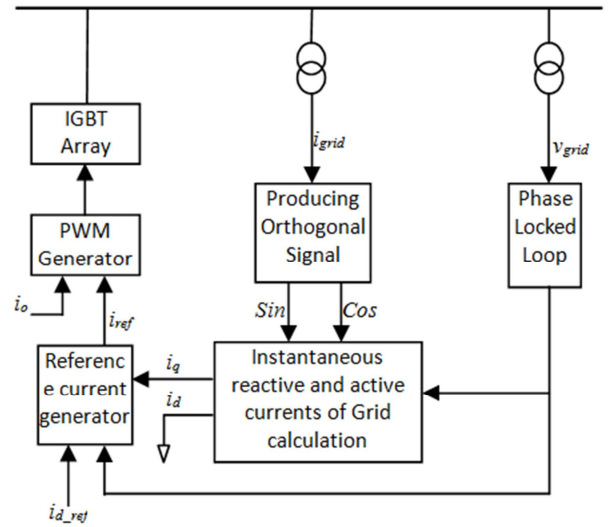 IGBT
Array
i_grid
v_grid
Producing
Orthogonal
Signal
Phase
Locked
Loop
PWM
Generator
i_o
i_ref
Sin
Cos
Referenc
e current
generator
i_q
i_d
Instantaneous
reactive and active
currents of Grid
calculation
i_d_ref